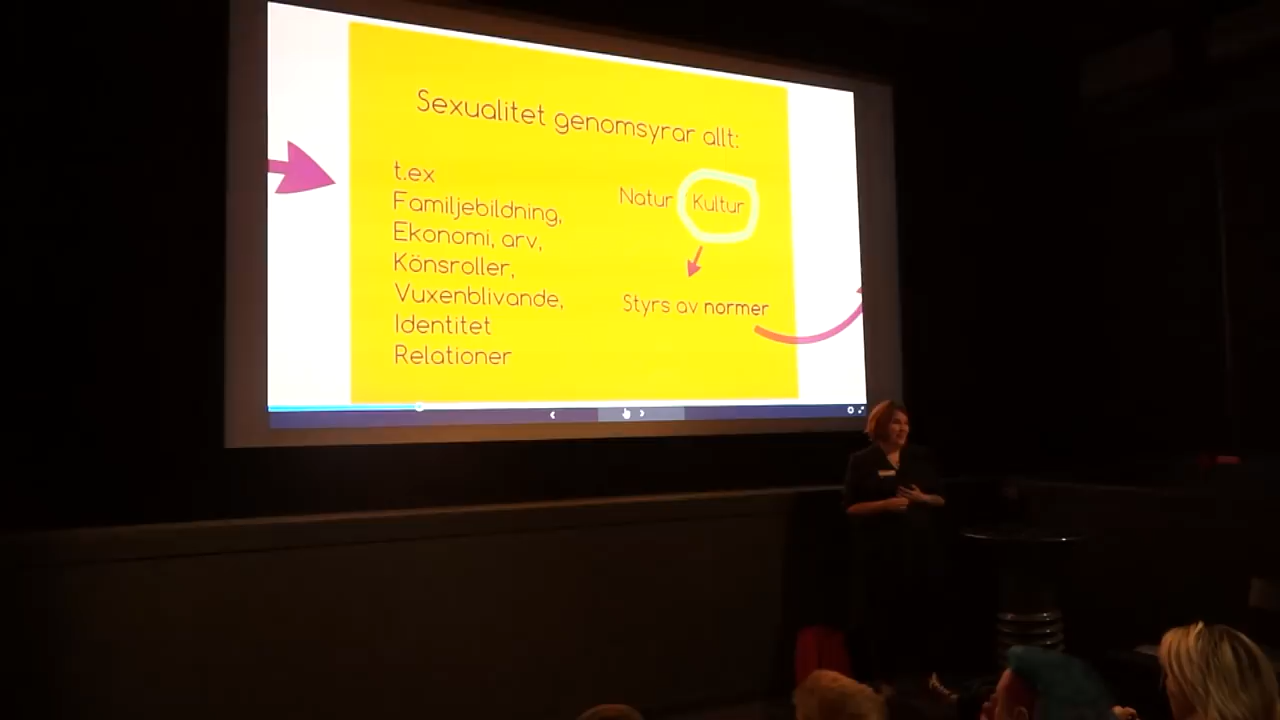 Sexualitet genomsyrar allt:
t.ex
Familjebildning,
Ekonomi, arv,
Könsroller,
Vuxenblivande,
Identitet
Relationer
Natur Kultur
Styrs av normer